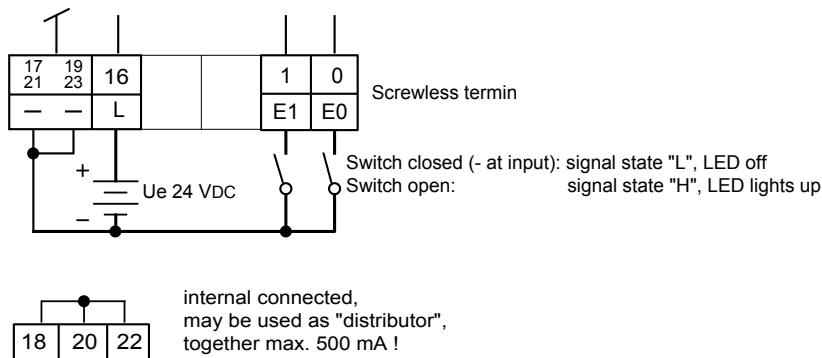 17 19 16 1 0
21 23
— — L E1 E0
Screwless termin
+
Ue 24 VDC
–
Switch closed (- at input): signal state "L", LED off
Switch open: signal state "H", LED lights up
internal connected,
may be used as "distributor",
together max. 500 mA !
18 20 22